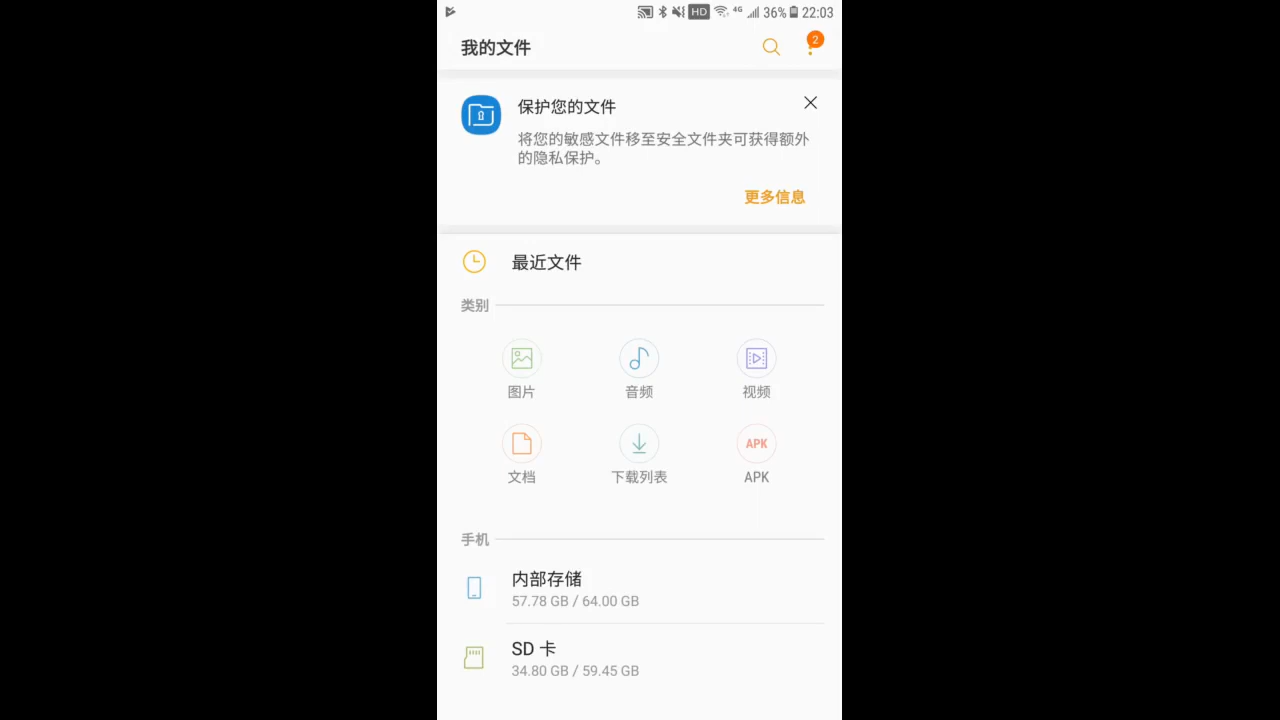 HD 4G 36% 22:03
我的文件
2
保护您的文件
将您的敏感文件移至安全文件夹可获得额外
的隐私保护。
更多信息
最近文件
类别
图片 音频 视频
APK
文档 下载列表 APK
手机
内部存储
57.78 GB / 64.00 GB
SD 卡
34.80 GB / 59.45 GB